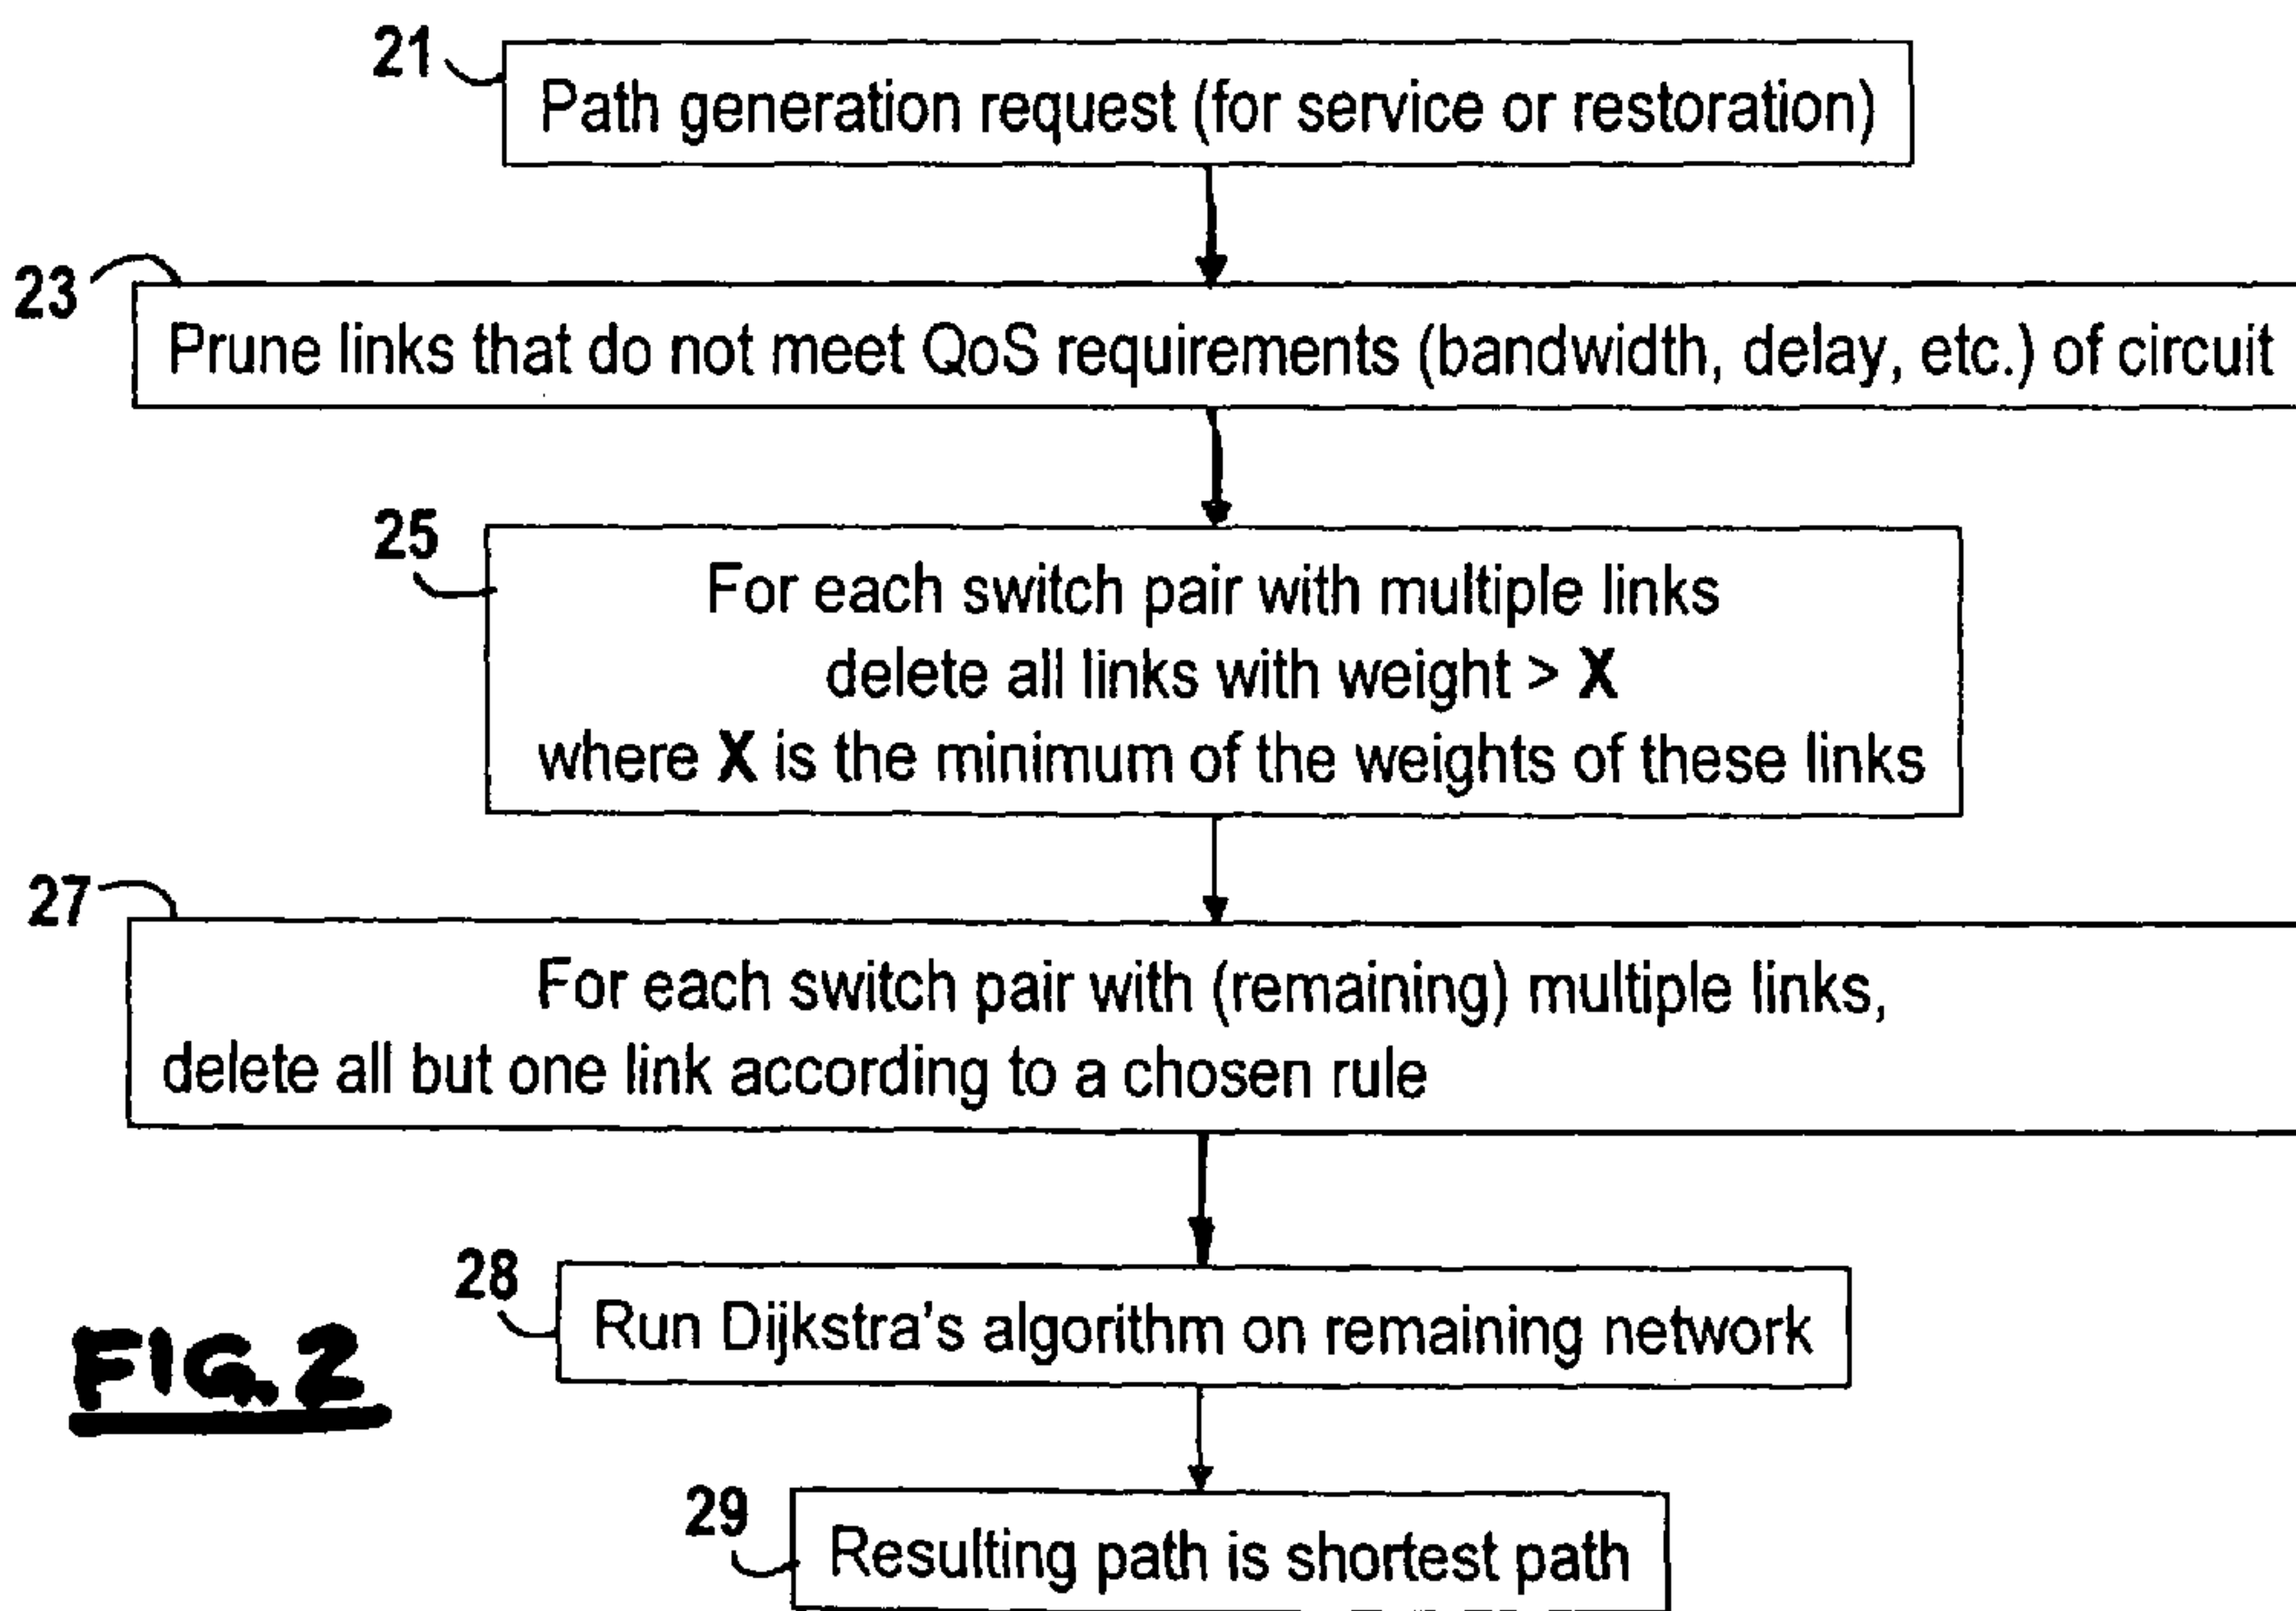 21
Path generation request (for service or restoration)
23
Prune links that do not meet QoS requirements (bandwidth, delay, etc.) of circuit
25
For each switch pair with multiple links
delete all links with weight > X
where X is the minimum of the weights of these links
27
For each switch pair with (remaining) multiple links,
delete all but one link according to a chosen rule
28
Run Dijkstra's algorithm on remaining network
FIG. 2
29
Resulting path is shortest path